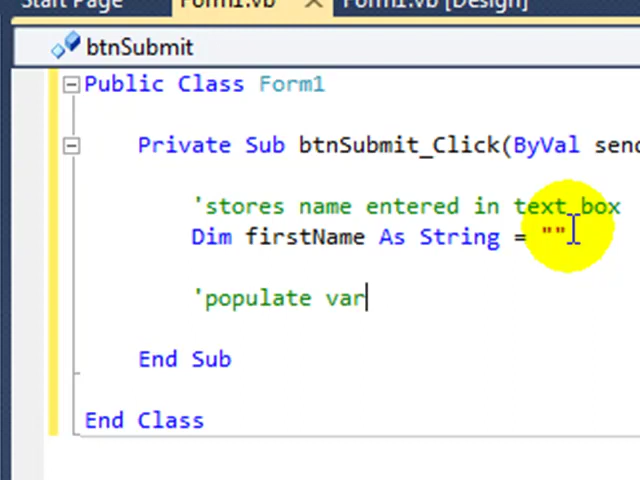 Start Page Form1.vb Form1.vb [Design]
btnSubmit
Public Class Form1
Private Sub btnSubmit_Click(ByVal send
'stores name entered in text box
Dim firstName As String = ""
'populate var
End Sub
End Class